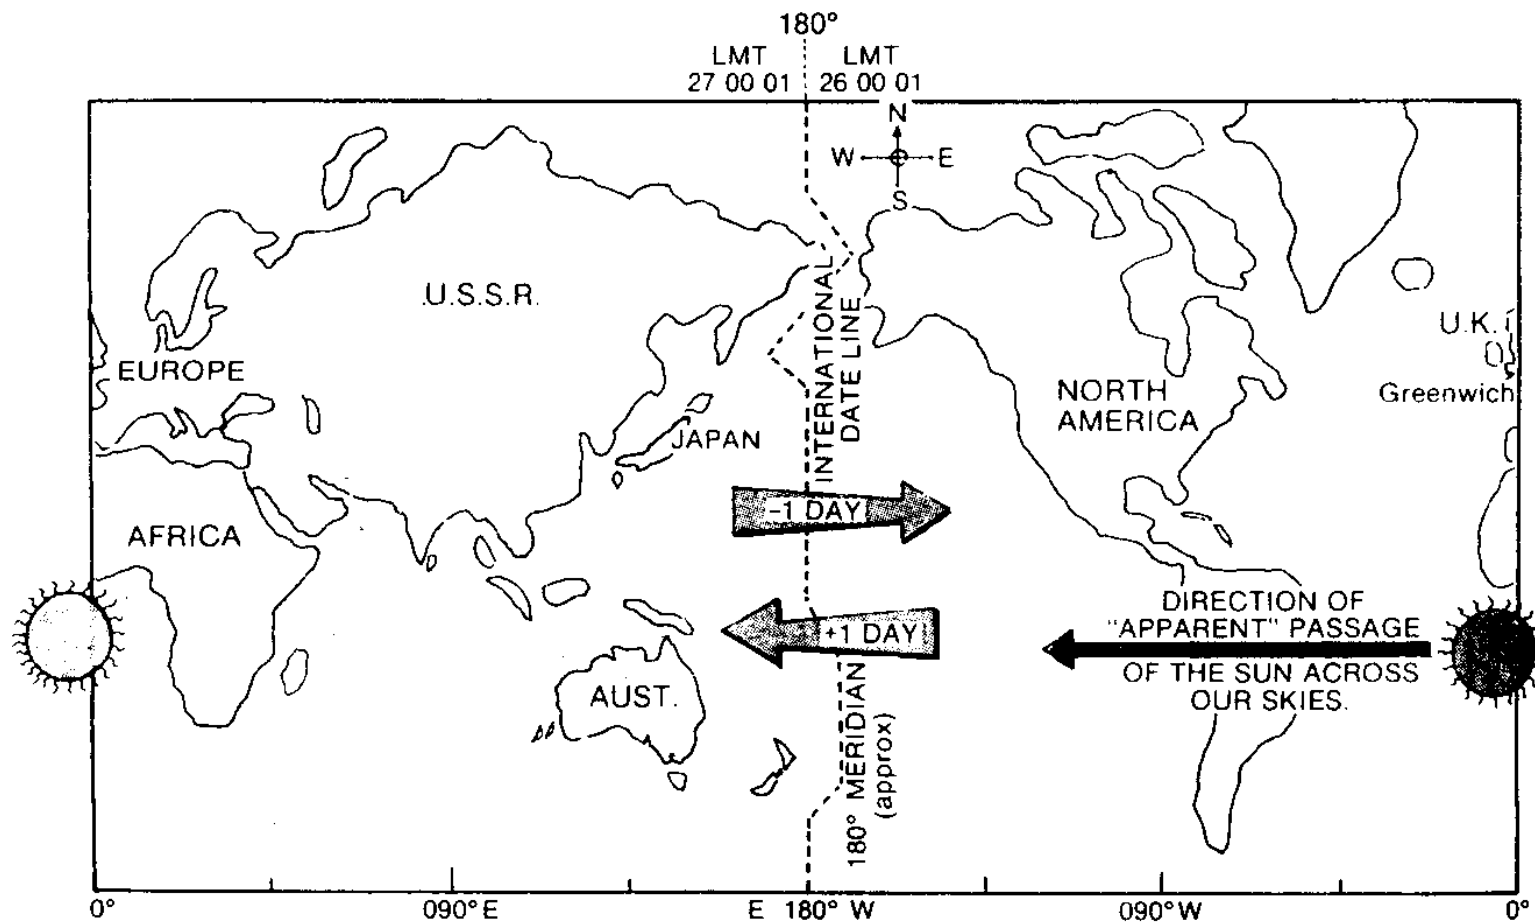 180°
LMT LMT
27 00 01 26 00 01
N
W E
S
U.S.S.R.
INTERNATIONAL
DATE LINE
U.K.
EUROPE
Greenwich
NORTH
AMERICA
JAPAN
-1 DAY
AFRICA
DIRECTION OF
"APPARENT" PASSAGE
OF THE SUN ACROSS
OUR SKIES.
+1 DAY
AUST.
180° MERIDIAN
(approx)
0° 090° E E 180° W 090° W 0°